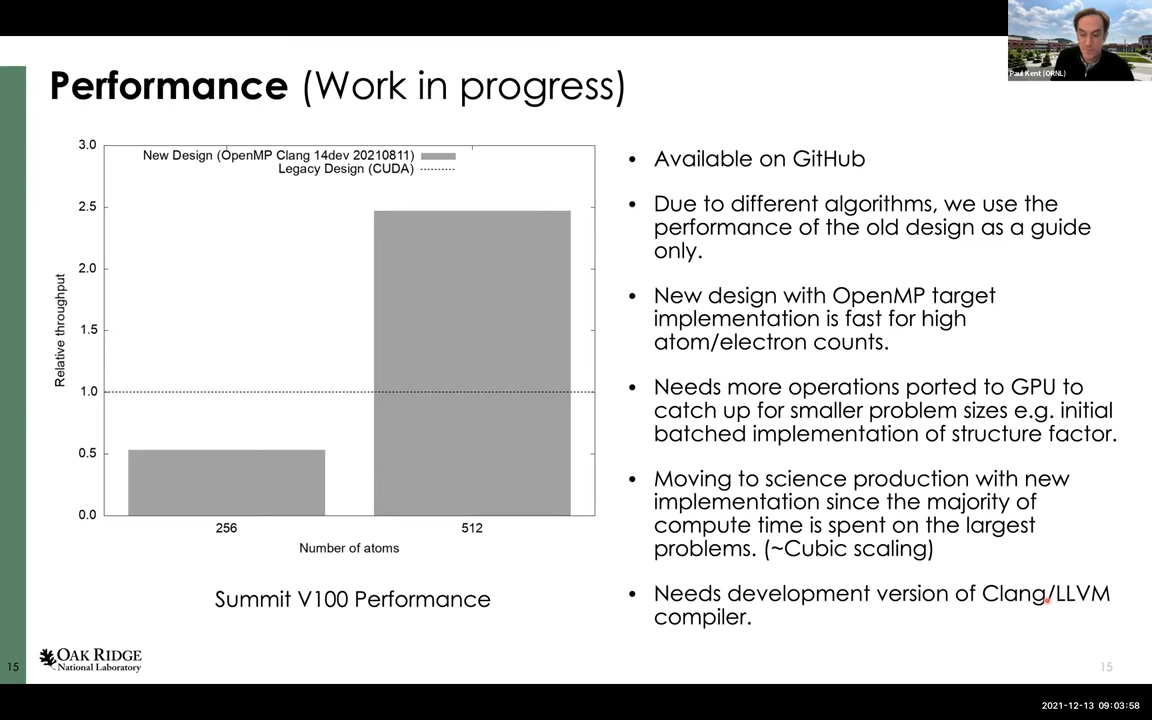 Paul Kent (ORNL)
Performance (Work in progress)
3.0
2.5
2.0
1.5
1.0
0.5
0.0
Relative throughput
New Design (OpenMP Clang 14dev 20210811)
Legacy Design (CUDA)
256
512
Number of atoms
Summit V100 Performance
• Available on GitHub
• Due to different algorithms, we use the
performance of the old design as a guide
only.
• New design with OpenMP target
implementation is fast for high
atom/electron counts.
• Needs more operations ported to GPU to
catch up for smaller problem sizes e.g. initial
batched implementation of structure factor.
• Moving to science production with new
implementation since the majority of
compute time is spent on the largest
problems. (~Cubic scaling)
• Needs development version of Clang/LLVM
compiler.
15
OAK RIDGE
National Laboratory
15
2021-12-13 09:03:58